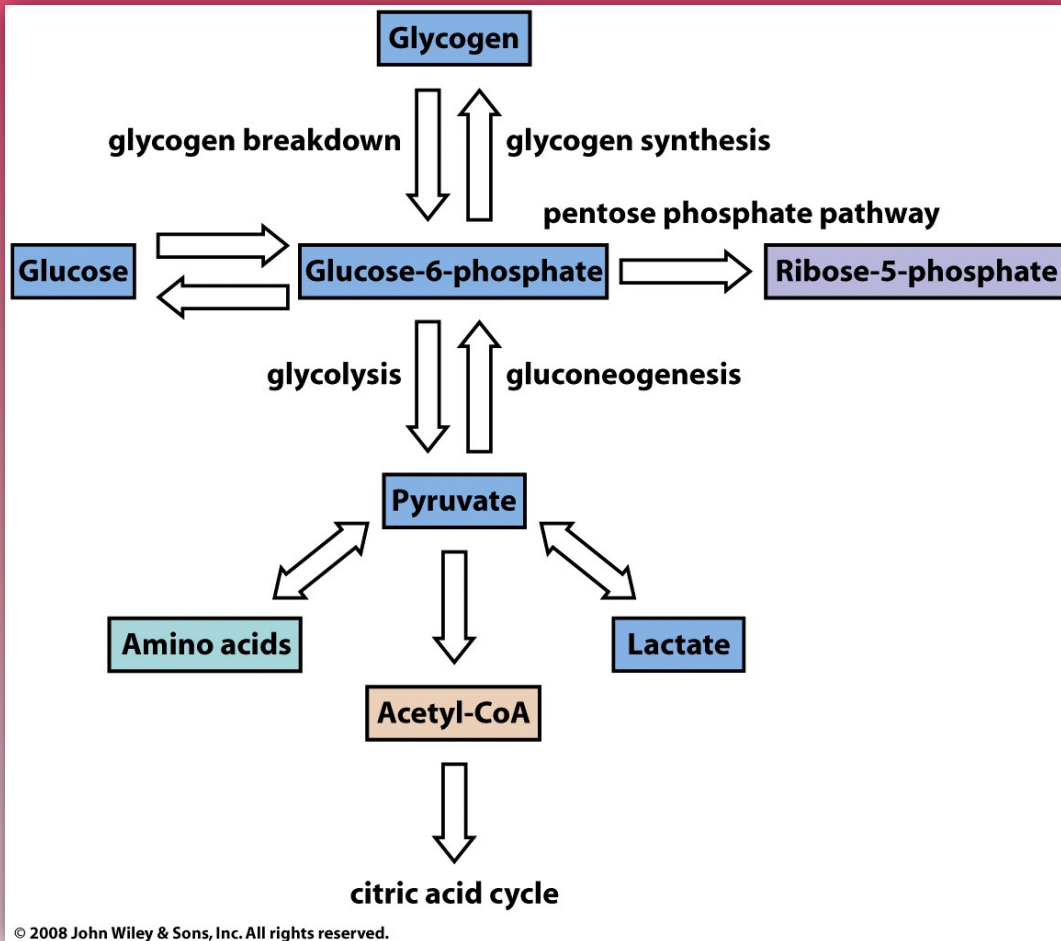 Glycogen
glycogen breakdown
glycogen synthesis
pentose phosphate pathway
Glucose
Glucose-6-phosphate
Ribose-5-phosphate
glycolysis
gluconeogenesis
Pyruvate
Amino acids
Lactate
Acetyl-CoA
citric acid cycle
© 2008 John Wiley & Sons, Inc. All rights reserved.